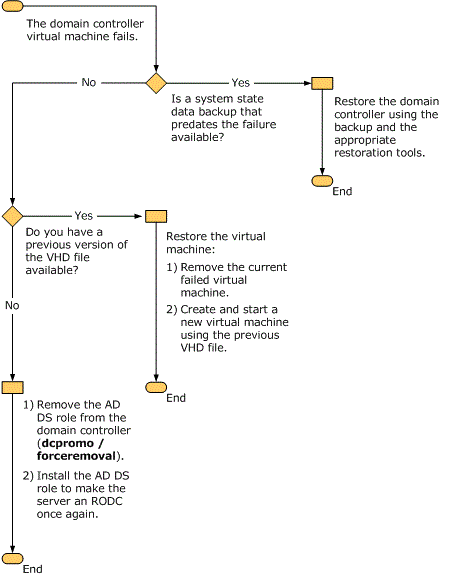 The domain controller
virtual machine fails.
No
Yes
Is a system state
data backup that
predates the failure
available?
Restore the domain
controller using the
backup and the
appropriate
restoration tools.
End
Yes
Do you have a
previous version of
the VHD file
available?
Restore the virtual
machine:
1) Remove the current
failed virtual
machine.
2) Create and start a
new virtual machine
using the previous
VHD file.
No
End
1) Remove the AD
DS role from the
domain controller
(dcpromo /
forceremoval).
2) Install the AD DS
role to make the
server an RODC
once again.
End